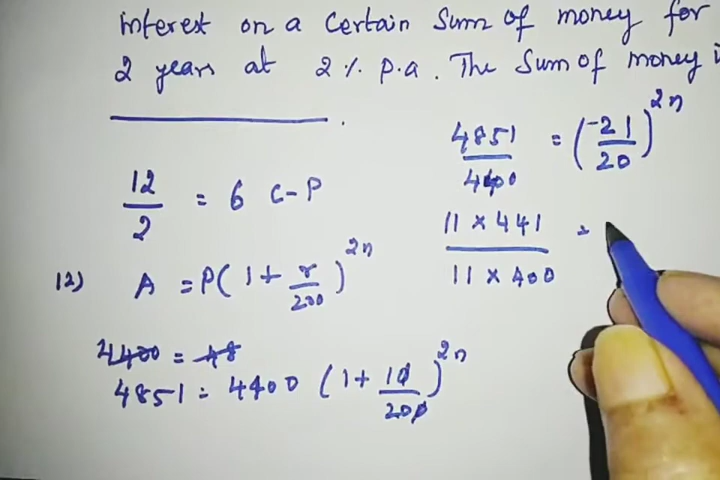 interest on a certain sum of money for
2 years at 2 % p.a. The sum of money i
____________ .
12/2 = 6 C-P
12) A = P(1 + r/200)^2n
4400 = 48
4851 = 4400 (1 + 10/200)^2n
4851/4400 = (21/20)^2n
11 × 441 / 11 × 400 =